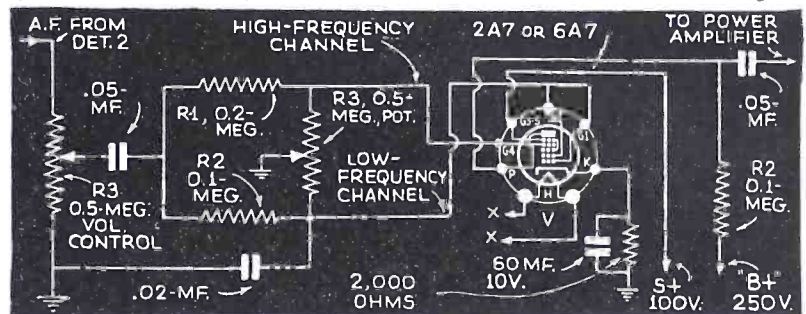 A.F. FROM
DET. 2
HIGH-FREQUENCY
CHANNEL
2A7 OR 6A7
TO POWER
AMPLIFIER
.05-
MF.
R1, 0.2-
MEG.
R3, 0.5-
MEG., POT.
.05-
MF.
G3-5
G1
G4
P
K
H
V
R2
0.1-
MEG.
LOW-
FREQUENCY
CHANNEL
R3
0.5-MEG.
VOL.
CONTROL
R2
0.1-
MEG.
X
X
.02-MF.
2,000
OHMS
60 MF.
10V.
S+
100V.
"B+"
250V.